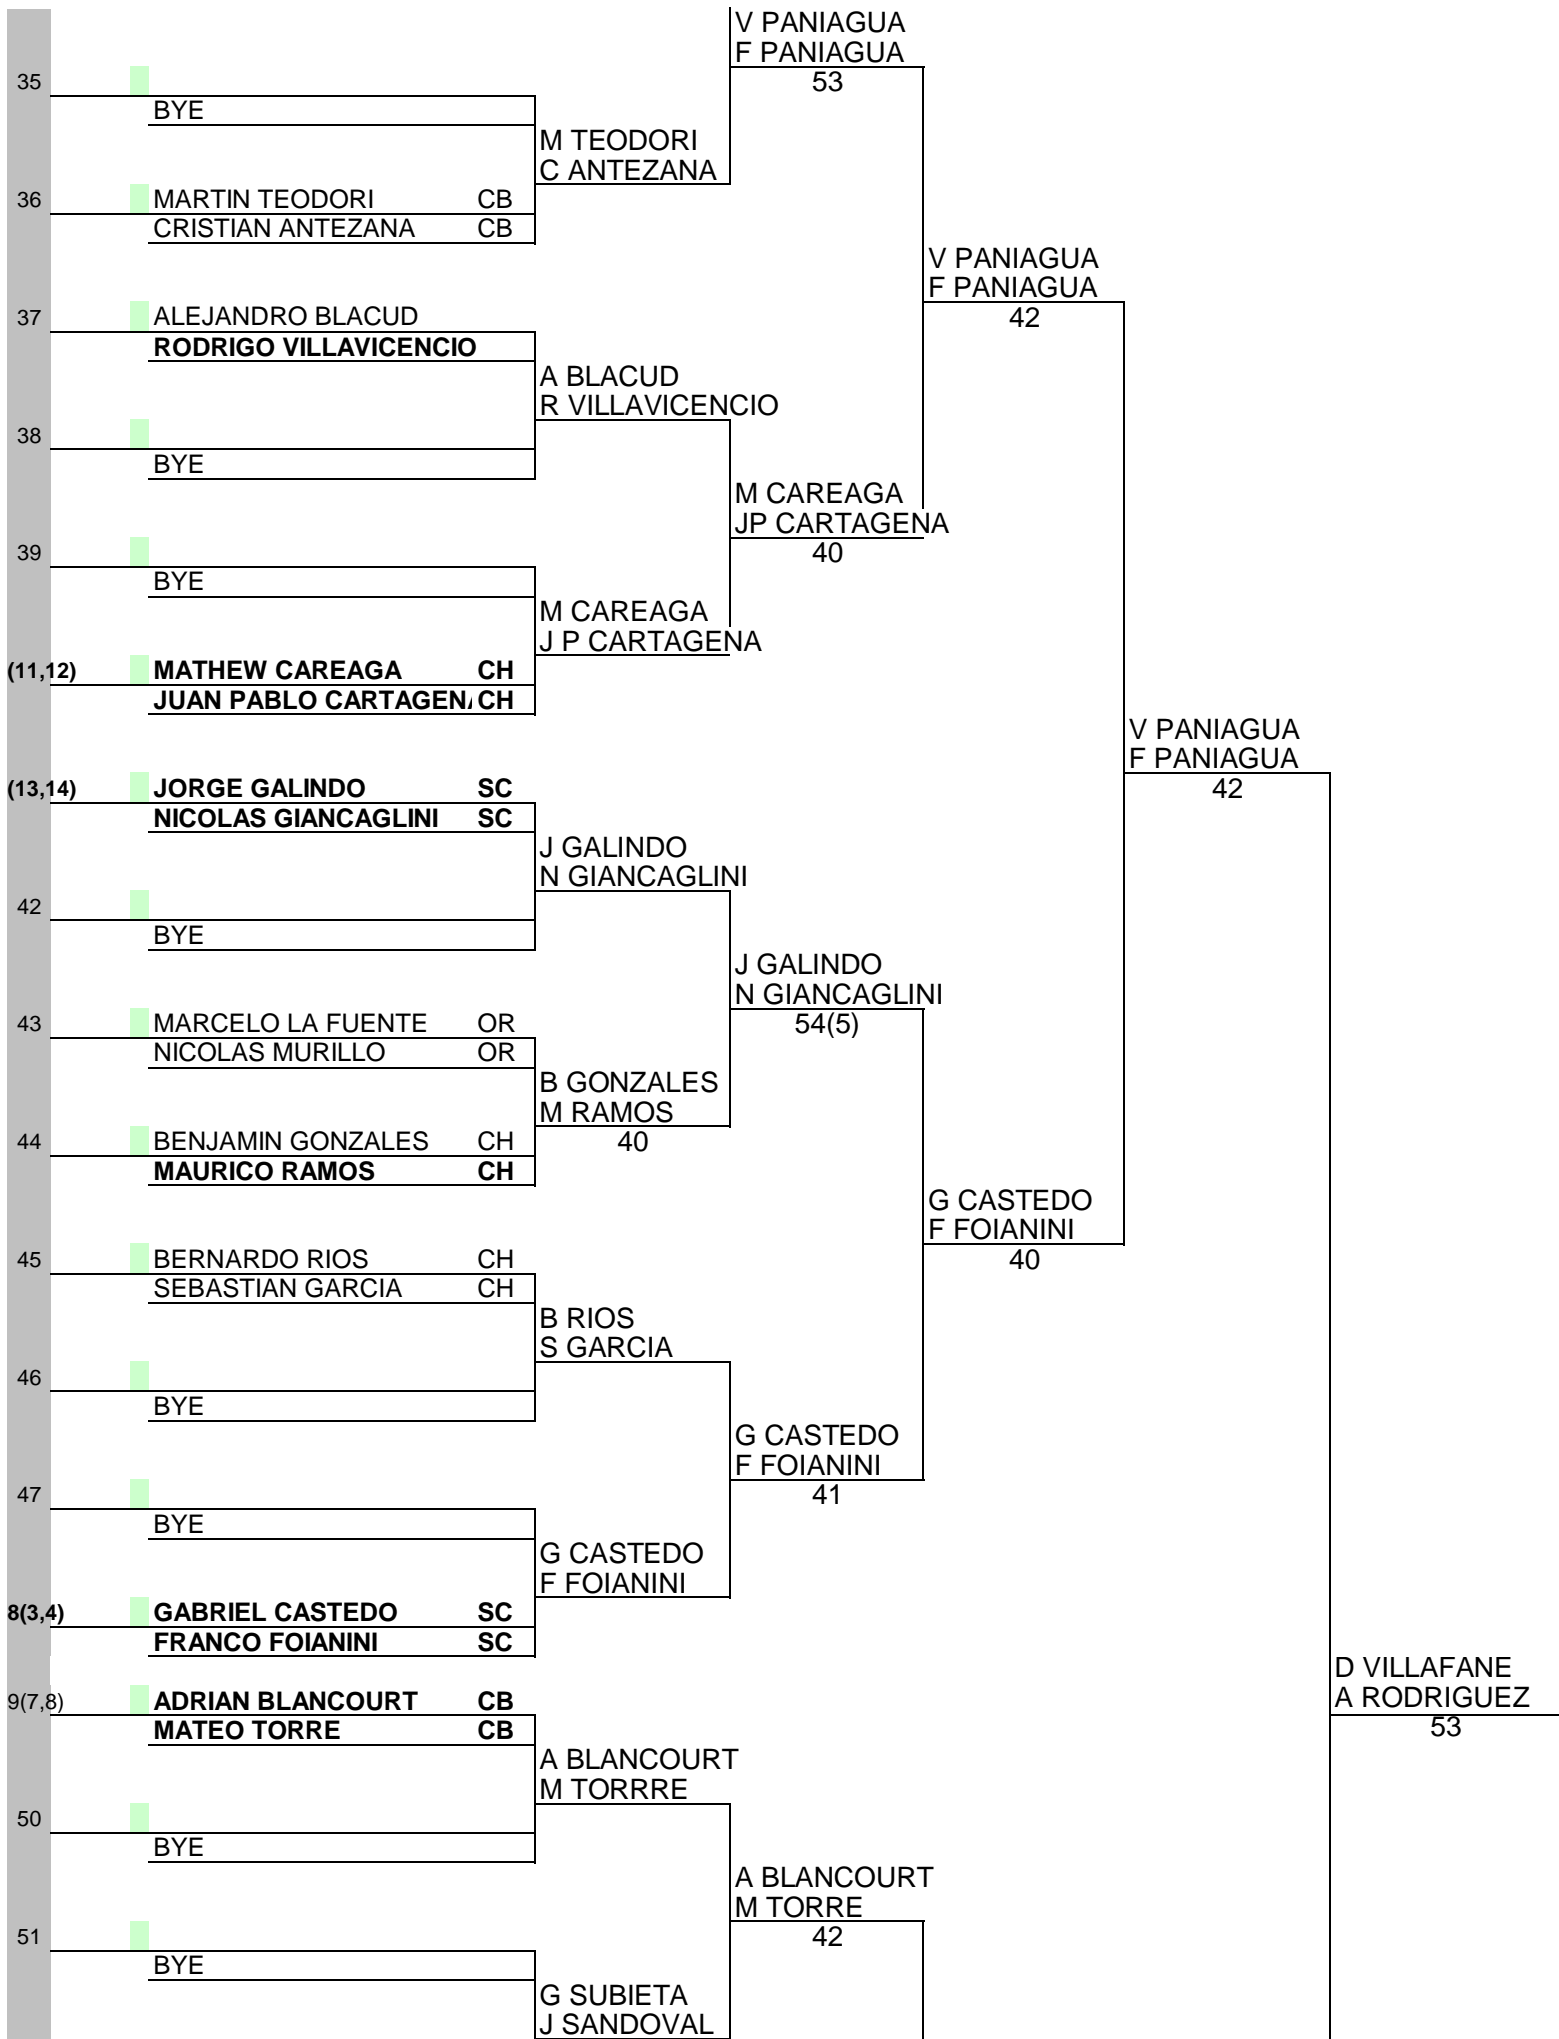 V PANIAGUA
F PANIAGUA
35
53
BYE
M TEODORI
C ANTEZANA
36 MARTIN TEODORI CB
CRISTIAN ANTEZANA CB
V PANIAGUA
F PANIAGUA
37 ALEJANDRO BLACUD
42
RODRIGO VILLAVICENCIO
A BLACUD
R VILLAVICENCIO
38
BYE
M CAREAGA
JP CARTAGENA
39
40
BYE
M CAREAGA
J P CARTAGENA
(11,12) MATHEW CAREAGA CH
JUAN PABLO CARTAGENA CH
V PANIAGUA
F PANIAGUA
(13,14) JORGE GALINDO SC
42
NICOLAS GIANCAGLINI SC
J GALINDO
N GIANCAGLINI
42
BYE
J GALINDO
N GIANCAGLINI
43 MARCELO LA FUENTE OR
54(5)
NICOLAS MURILLO OR
B GONZALES
M RAMOS
44 BENJAMIN GONZALES CH
40
MAURICO RAMOS CH
G CASTEDO
F FOIANINI
45 BERNARDO RIOS CH
40
SEBASTIAN GARCIA CH
B RIOS
S GARCIA
46
BYE
G CASTEDO
F FOIANINI
47
41
BYE
G CASTEDO
F FOIANINI
8(3,4) GABRIEL CASTEDO SC
FRANCO FOIANINI SC
D VILLAFANE
9(7,8) ADRIAN BLANCOURT CB
A RODRIGUEZ
MATEO TORRE CB
53
A BLANCOURT
M TORRRE
50
BYE
A BLANCOURT
M TORRE
51
42
BYE
G SUBIETA
J SANDOVAL